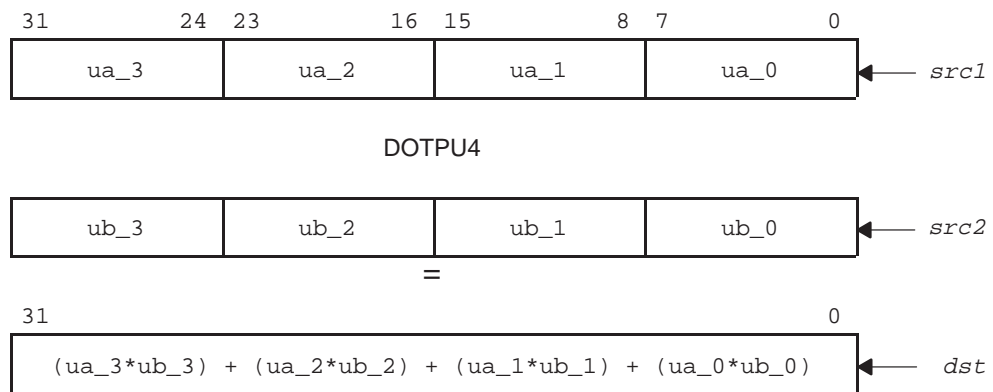 31 24 23 16 15 8 7 0
ua_3 ua_2 ua_1 ua_0 src1
DOTPU4
ub_3 ub_2 ub_1 ub_0 src2
=
31 0
(ua_3*ub_3) + (ua_2*ub_2) + (ua_1*ub_1) + (ua_0*ub_0) dst